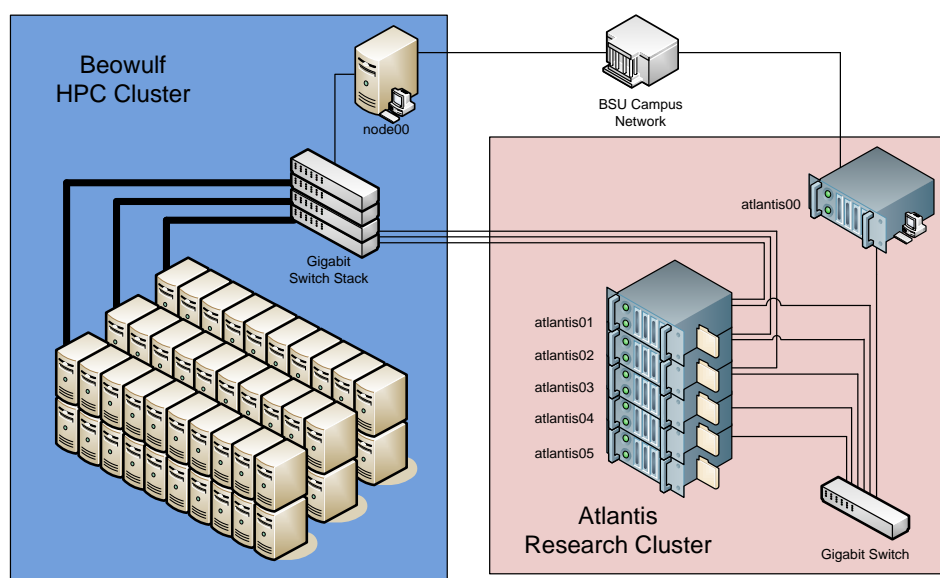 Beowulf
HPC Cluster
node00
BSU Campus
Network
atlantis00
Gigabit
Switch Stack
atlantis01
atlantis02
atlantis03
atlantis04
atlantis05
Atlantis
Research Cluster
Gigabit Switch